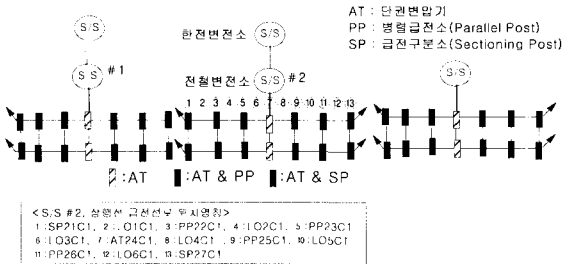 AT : 단권변압기
PP : 병렬급전소(Parallel Post)
SP : 급전구분소(Sectioning Post)
S/S
한전변전소 S/S
S/S #1
전철변전소 S/S #2
S/S
1 2 3 4 5 6 7 8 9 10 11 12 13
:AT :AT & PP :AT & SP
<S/S #2, 상행선 급전선로 표시명칭>
1 :SP21C1, 2 :LO1C1, 3 :PP22C1, 4 :LO2C1, 5 :PP23C1
6 :LO3C1, 7 :AT24C1, 8 :LO4C1, 9 :PP25C1, 10 :LO5C1
11 :PP26C1, 12 :LO6C1, 13 :SP27C1